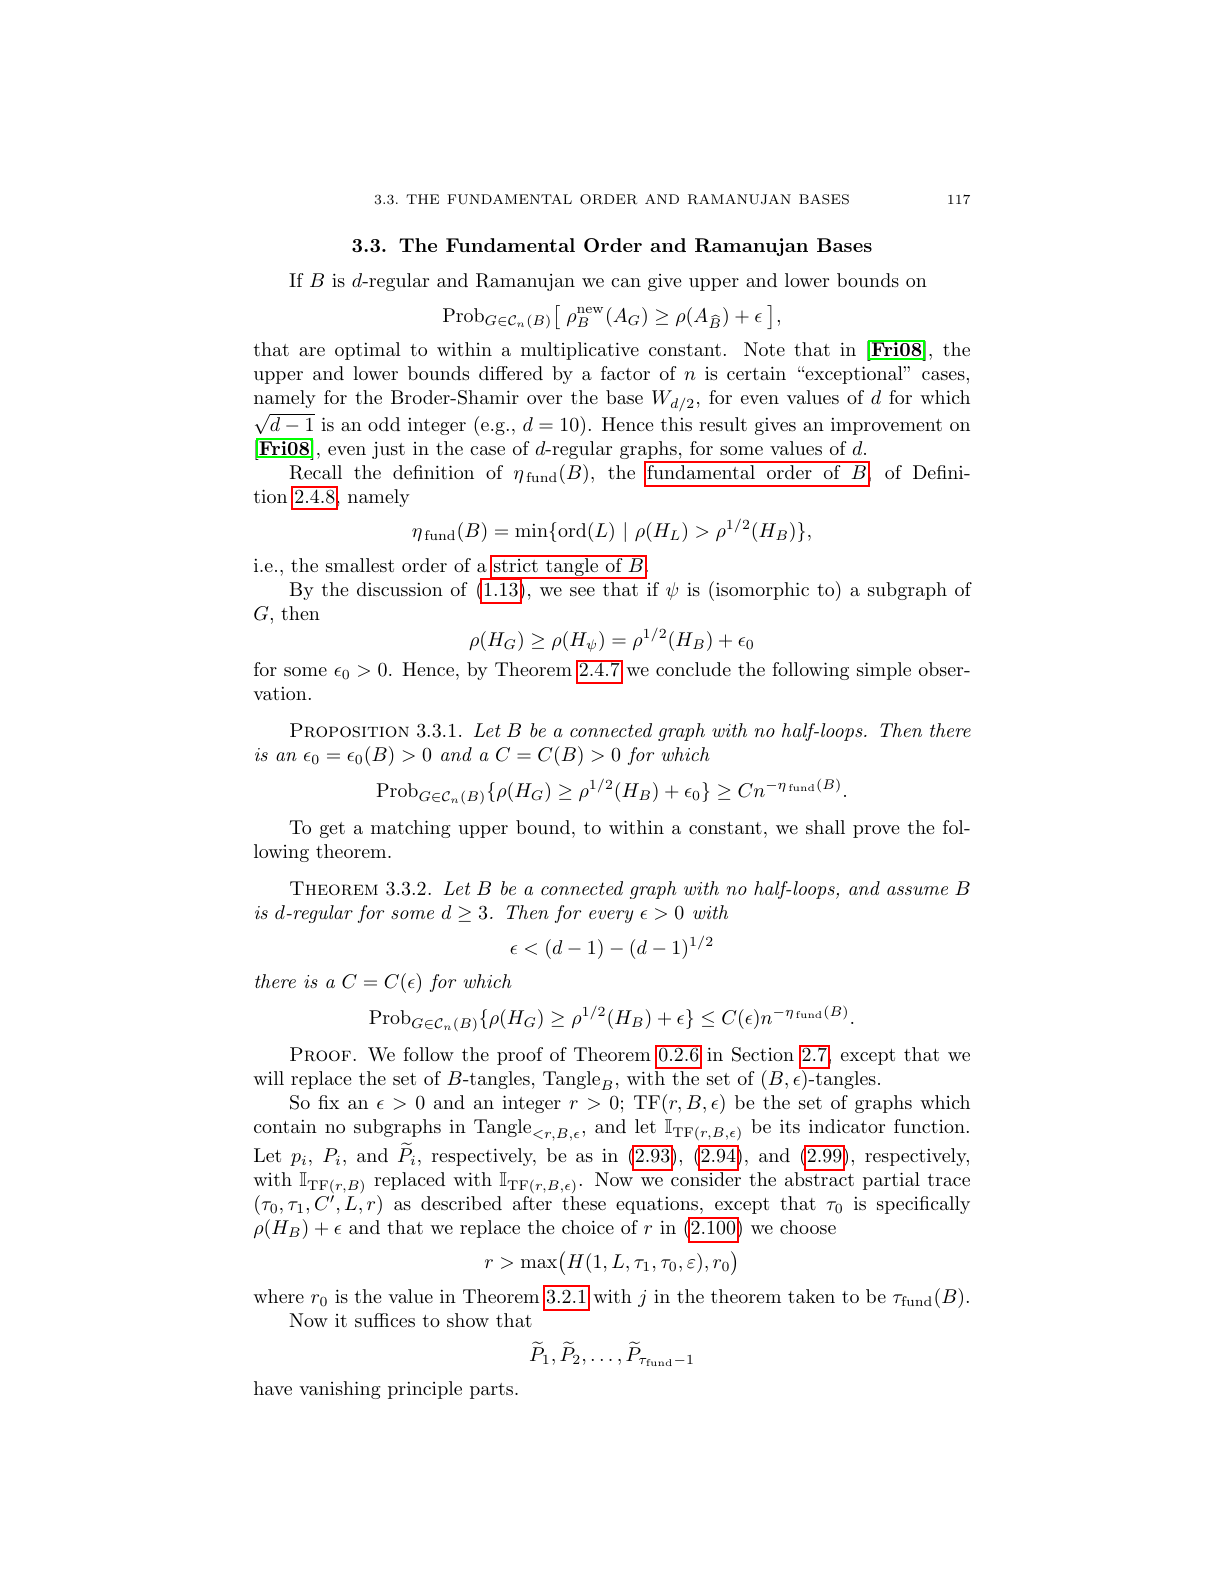 3.3. THE FUNDAMENTAL ORDER AND RAMANUJAN BASES 117
3.3. The Fundamental Order and Ramanujan Bases
If B is d-regular and Ramanujan we can give upper and lower bounds on
Prob_{G∈𝒞_n(B)}[ ρ_B^{new}(A_G) ≥ ρ(A_{\widehat{B}}) + ϵ ],
that are optimal to within a multiplicative constant. Note that in [Fri08], the
upper and lower bounds differed by a factor of n is certain “exceptional” cases,
namely for the Broder-Shamir over the base W_{d/2}, for even values of d for which
√(d − 1) is an odd integer (e.g., d = 10). Hence this result gives an improvement on
[Fri08], even just in the case of d-regular graphs, for some values of d.
Recall the definition of η_{fund}(B), the fundamental order of B, of Defini-
tion 2.4.8, namely
η_{fund}(B) = min{ord(L) | ρ(H_L) > ρ^{1/2}(H_B)},
i.e., the smallest order of a strict tangle of B.
By the discussion of (1.13), we see that if ψ is (isomorphic to) a subgraph of
G, then
ρ(H_G) ≥ ρ(H_ψ) = ρ^{1/2}(H_B) + ϵ_0
for some ϵ_0 > 0. Hence, by Theorem 2.4.7 we conclude the following simple obser-
vation.
PROPOSITION 3.3.1. Let B be a connected graph with no half-loops. Then there
is an ϵ_0 = ϵ_0(B) > 0 and a C = C(B) > 0 for which
Prob_{G∈𝒞_n(B)}{ρ(H_G) ≥ ρ^{1/2}(H_B) + ϵ_0} ≥ Cn^{−η_{fund}(B)}.
To get a matching upper bound, to within a constant, we shall prove the fol-
lowing theorem.
THEOREM 3.3.2. Let B be a connected graph with no half-loops, and assume B
is d-regular for some d ≥ 3. Then for every ϵ > 0 with
ϵ < (d − 1) − (d − 1)^{1/2}
there is a C = C(ϵ) for which
Prob_{G∈𝒞_n(B)}{ρ(H_G) ≥ ρ^{1/2}(H_B) + ϵ} ≤ C(ϵ)n^{−η_{fund}(B)}.
PROOF. We follow the proof of Theorem 0.2.6 in Section 2.7, except that we
will replace the set of B-tangles, Tangle_B, with the set of (B, ϵ)-tangles.
So fix an ϵ > 0 and an integer r > 0; TF(r, B, ϵ) be the set of graphs which
contain no subgraphs in Tangle_{<r,B,ϵ}, and let 𝕀_{TF(r,B,ϵ)} be its indicator function.
Let p_i, P_i, and \widetilde{P}_i, respectively, be as in (2.93), (2.94), and (2.99), respectively,
with 𝕀_{TF(r,B)} replaced with 𝕀_{TF(r,B,ϵ)}. Now we consider the abstract partial trace
(τ_0, τ_1, C′, L, r) as described after these equations, except that τ_0 is specifically
ρ(H_B) + ϵ and that we replace the choice of r in (2.100) we choose
r > max(H(1, L, τ_1, τ_0, ε), r_0)
where r_0 is the value in Theorem 3.2.1 with j in the theorem taken to be τ_{fund}(B).
Now it suffices to show that
\widetilde{P}_1, \widetilde{P}_2, . . . , \widetilde{P}_{τ_{fund}−1}
have vanishing principle parts.